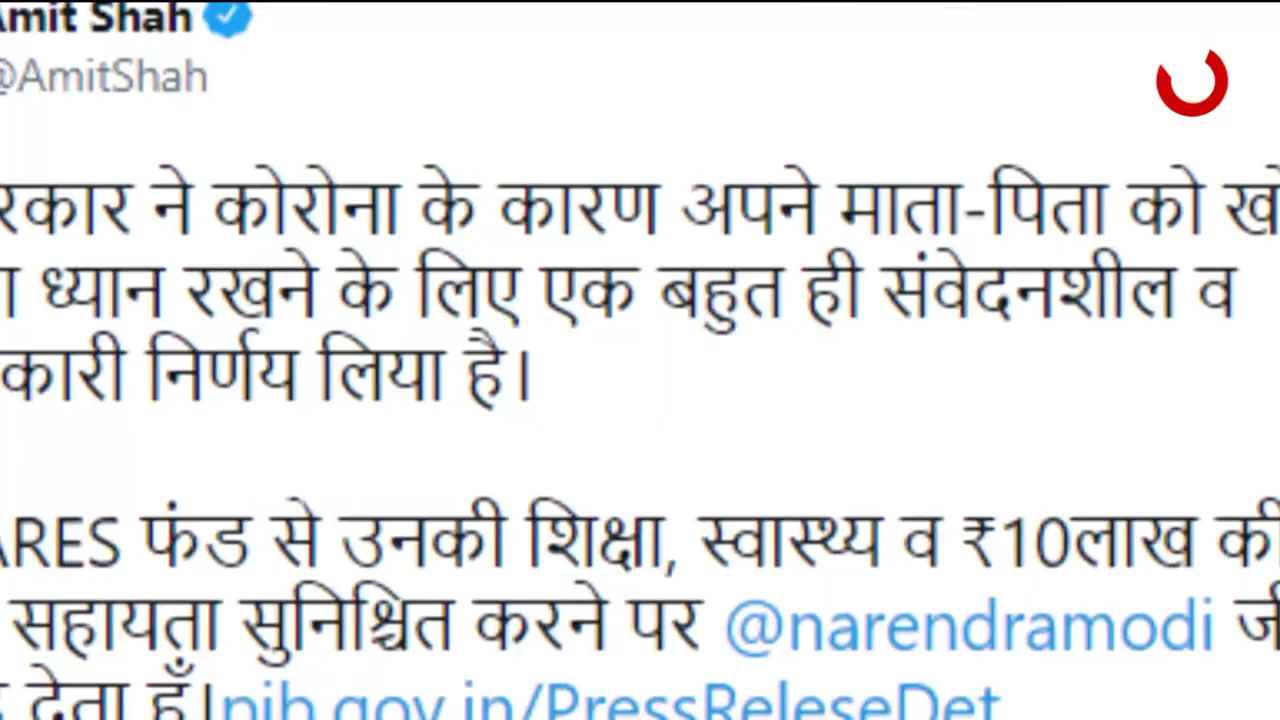 Amit Shah
@AmitShah
रकार ने कोरोना के कारण अपने माता-पिता को खो
ा ध्यान रखने के लिए एक बहुत ही संवेदनशील व
कारी निर्णय लिया है।
ARES फंड से उनकी शिक्षा, स्वास्थ्य व ₹10लाख की
सहायता सुनिश्चित करने पर @narendramodi जी
देता हूँ।pib.gov.in/PressReleseDet